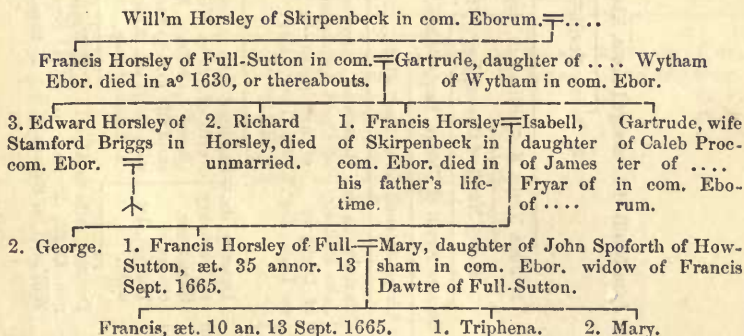 Will'm Horsley of Skirpenbeck in com. Eborum.╤....
Francis Horsley of Full-Sutton in com.╤Gartrude, daughter of .... Wytham
Ebor. died in aº 1630, or thereabouts. of Wytham in com. Ebor.
3. Edward Horsley of
Stamford Briggs in
com. Ebor.
2. Richard
Horsley, died
unmarried.
1. Francis Horsley
of Skirpenbeck in
com. Ebor. died in
his father's life-
time.
Isabell,
daughter
of James
Fryar of
of ....
Gartrude, wife
of Caleb Proc-
ter of ....
in com. Ebo-
rum.
2. George.
1. Francis Horsley of Full-
Sutton, æt. 35 annor. 13
Sept. 1665.
Mary, daughter of John Spoforth of How-
sham in com. Ebor. widow of Francis
Dawtre of Full-Sutton.
Francis, æt. 10 an. 13 Sept. 1665. 1. Triphena. 2. Mary.